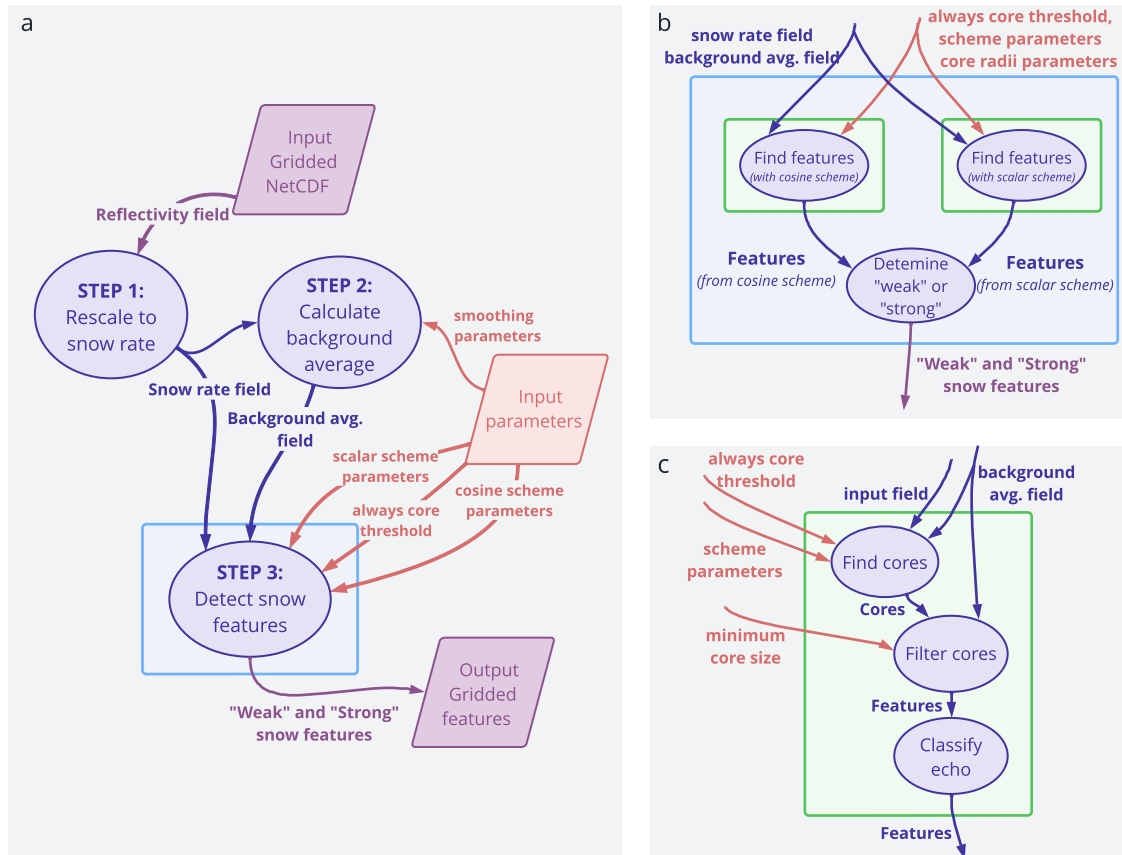 a
Input
Gridded
NetCDF
Reflectivity field
STEP 1:
Rescale to
snow rate
STEP 2:
Calculate
background
average
smoothing
parameters
Input
parameters
Snow rate field
Background avg.
field
scalar scheme
parameters
always core
threshold
cosine scheme
parameters
STEP 3:
Detect snow
features
"Weak" and "Strong"
snow features
Output
Gridded
features
b
snow rate field
background avg. field
always core threshold,
scheme parameters
core radii parameters
Find features
(with cosine scheme)
Find features
(with scalar scheme)
Features
(from cosine scheme)
Detemine
"weak" or
"strong"
Features
(from scalar scheme)
"Weak" and "Strong"
snow features
c
always core
threshold
input field
background
avg. field
scheme
parameters
Find cores
Cores
minimum
core size
Filter cores
Features
Classify
echo
Features